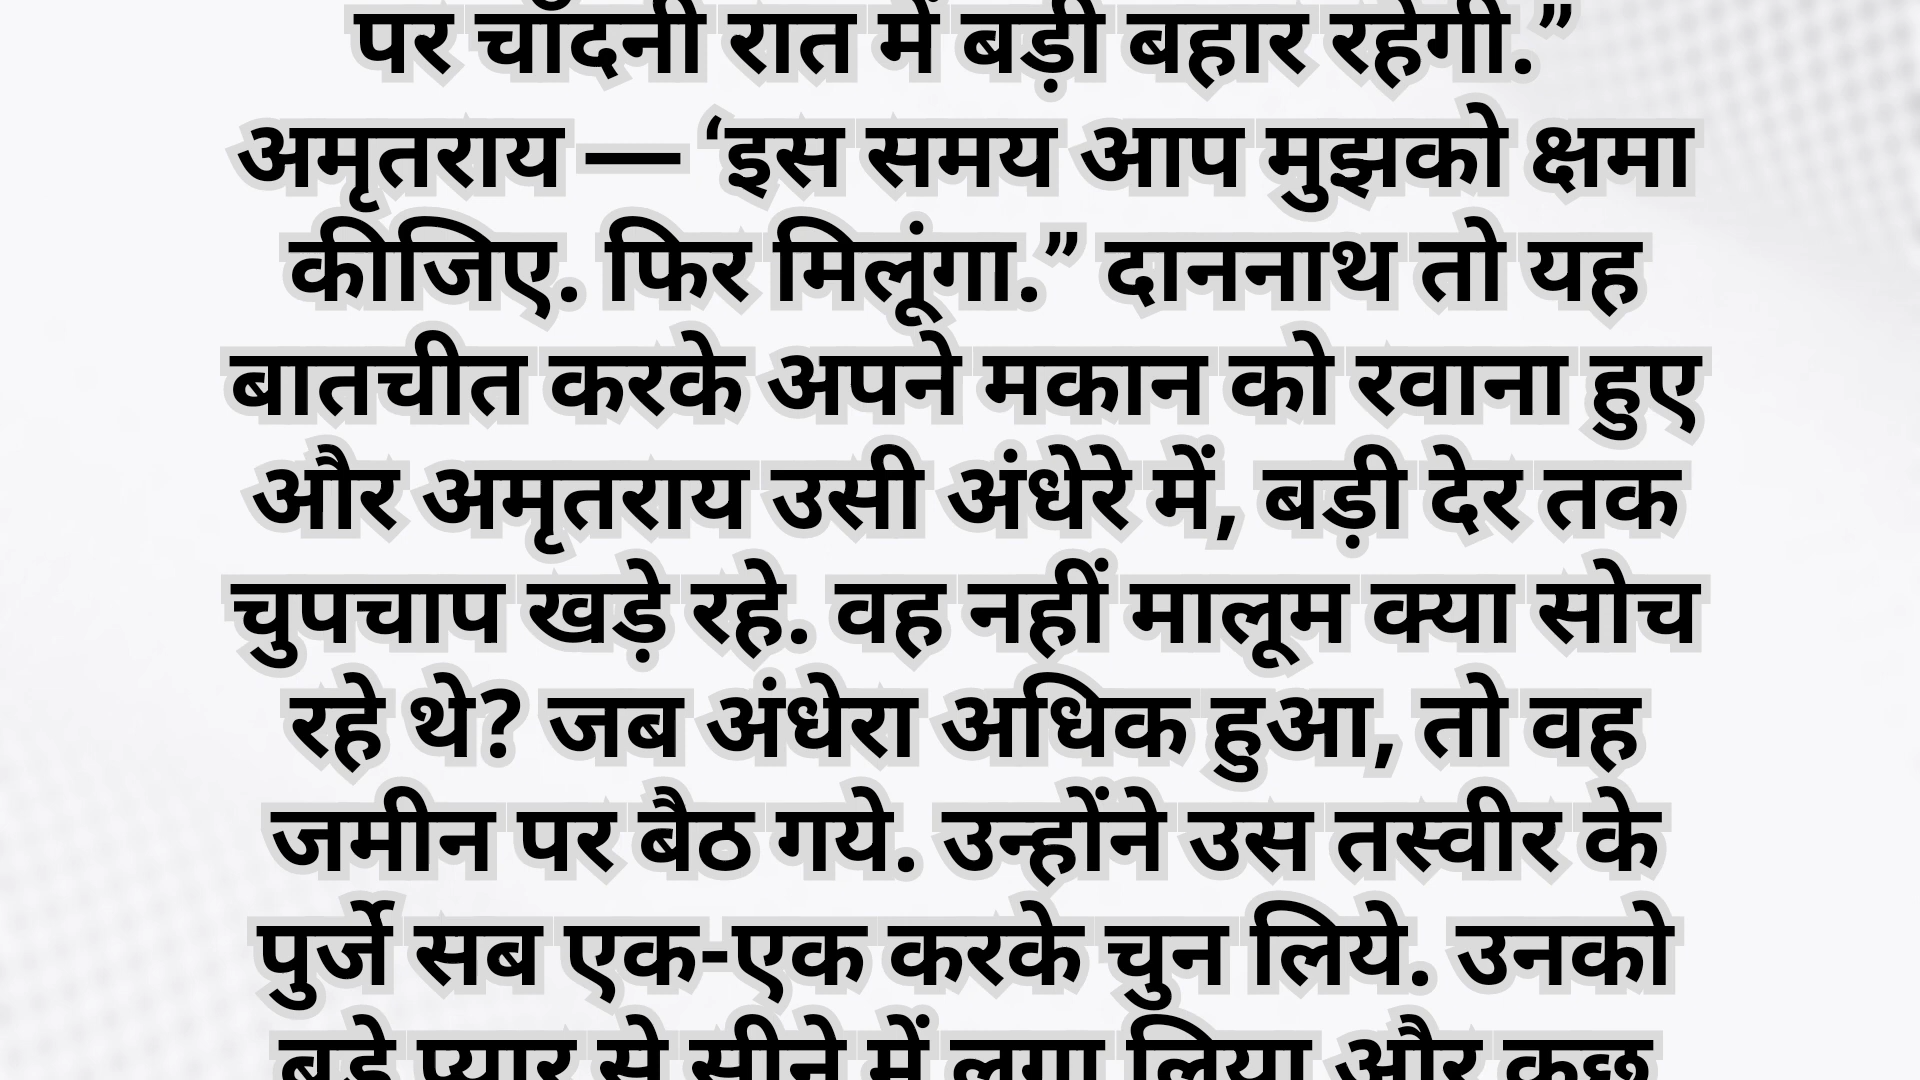 पर चाँदनी रात में बड़ी बहार रहेगी.”
अमृतराय — ‘इस समय आप मुझको क्षमा
कीजिए. फिर मिलूंगा.” दाननाथ तो यह
बातचीत करके अपने मकान को रवाना हुए
और अमृतराय उसी अंधेरे में, बड़ी देर तक
चुपचाप खड़े रहे. वह नहीं मालूम क्या सोच
रहे थे? जब अंधेरा अधिक हुआ, तो वह
जमीन पर बैठ गये. उन्होंने उस तस्वीर के
पुर्जे सब एक-एक करके चुन लिये. उनको
बड़े प्यार से सीने में लगा लिया और कुछ